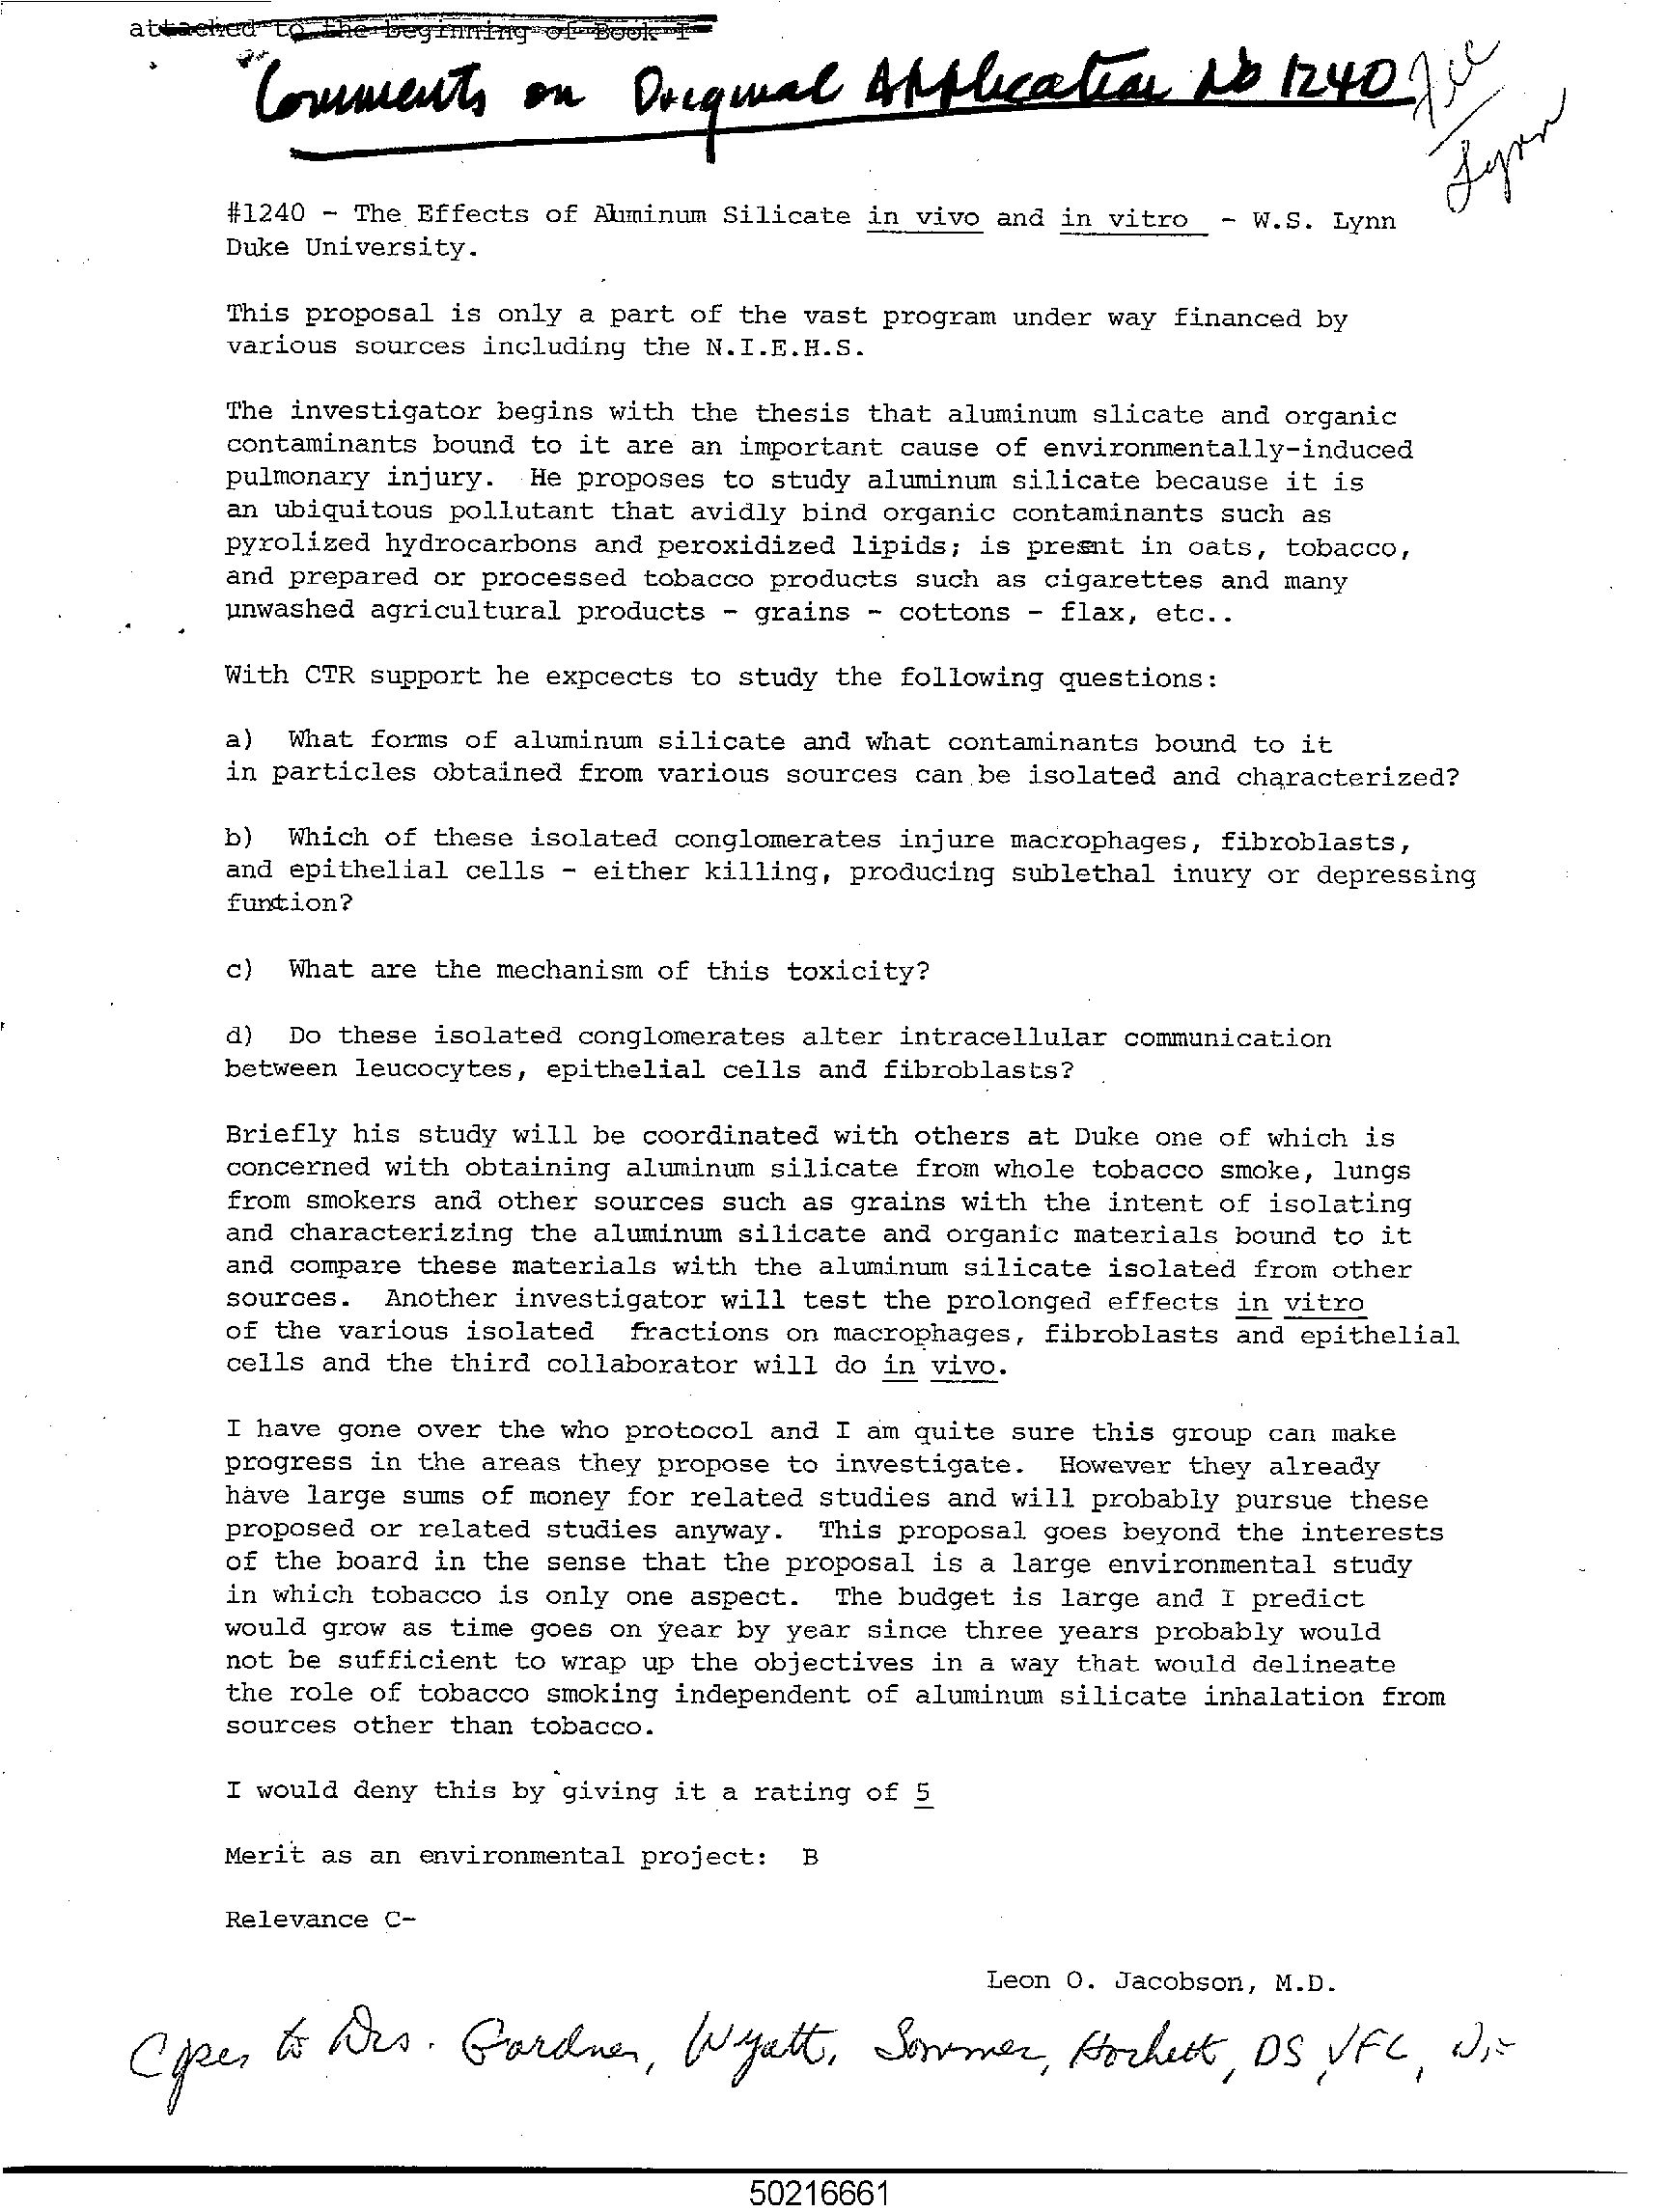 attached to the beginning of Book I
Comments on Original Application No 1240
File
Lynn
#1240 - The Effects of Aluminum Silicate in vivo and in vitro - W.S. Lynn
Duke University.
This proposal is only a part of the vast program under way financed by
various sources including the N.I.E.H.S.
The investigator begins with the thesis that aluminum slicate and organic
contaminants bound to it are an important cause of environmentally-induced
pulmonary injury. He proposes to study aluminum silicate because it is
an ubiquitous pollutant that avidly bind organic contaminants such as
pyrolized hydrocarbons and peroxidized lipids; is presnt in oats, tobacco,
and prepared or processed tobacco products such as cigarettes and many
unwashed agricultural products - grains - cottons - flax, etc..
With CTR support he expcects to study the following questions:
a) What forms of aluminum silicate and what contaminants bound to it
in particles obtained from various sources can be isolated and characterized?
b) Which of these isolated conglomerates injure macrophages, fibroblasts,
and epithelial cells - either killing, producing sublethal inury or depressing
funtion?
c) What are the mechanism of this toxicity?
d) Do these isolated conglomerates alter intracellular communication
between leucocytes, epithelial cells and fibroblasts?
Briefly his study will be coordinated with others at Duke one of which is
concerned with obtaining aluminum silicate from whole tobacco smoke, lungs
from smokers and other sources such as grains with the intent of isolating
and characterizing the aluminum silicate and organic materials bound to it
and compare these materials with the aluminum silicate isolated from other
sources. Another investigator will test the prolonged effects in vitro
of the various isolated fractions on macrophages, fibroblasts and epithelial
cells and the third collaborator will do in vivo.
I have gone over the who protocol and I am quite sure this group can make
progress in the areas they propose to investigate. However they already
have large sums of money for related studies and will probably pursue these
proposed or related studies anyway. This proposal goes beyond the interests
of the board in the sense that the proposal is a large environmental study
in which tobacco is only one aspect. The budget is large and I predict
would grow as time goes on year by year since three years probably would
not be sufficient to wrap up the objectives in a way that would delineate
the role of tobacco smoking independent of aluminum silicate inhalation from
sources other than tobacco.
I would deny this by giving it a rating of 5
Merit as an environmental project: B
Relevance C-
Leon O. Jacobson, M.D.
to Drs. Gardner, Wyatt, Sommer, Hockett, DS, VFC,
50216661